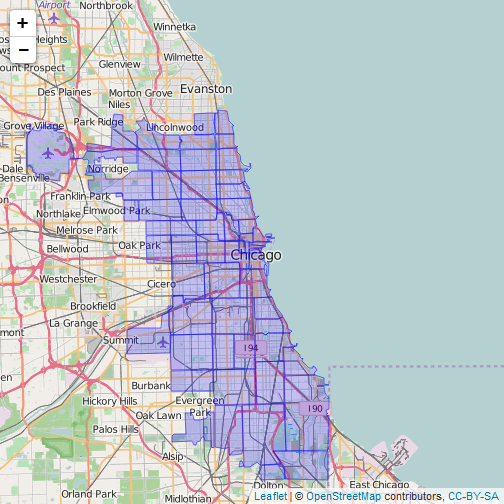 +
−
Airport
Northbrook
Winnetka
Heights
Glenview
Wilmette
Mount Prospect
Des Plaines
Morton Grove
Evanston
Niles
Park Ridge
Lincolnwood
Grove Village
Dale
Bensenville
Norridge
Franklin Park
Northlake
Elmwood Park
Melrose Park
Bellwood
Oak Park
Chicago
Westchester
Cicero
Brookfield
La Grange
Summit
I 94
Burbank
Hickory Hills
Evergreen
Park
Oak Lawn
I 90
Palos Hills
Alsip
Orland Park
Midlothian
Dolton
East Chicago
Leaflet | © OpenStreetMap contributors, CC-BY-SA